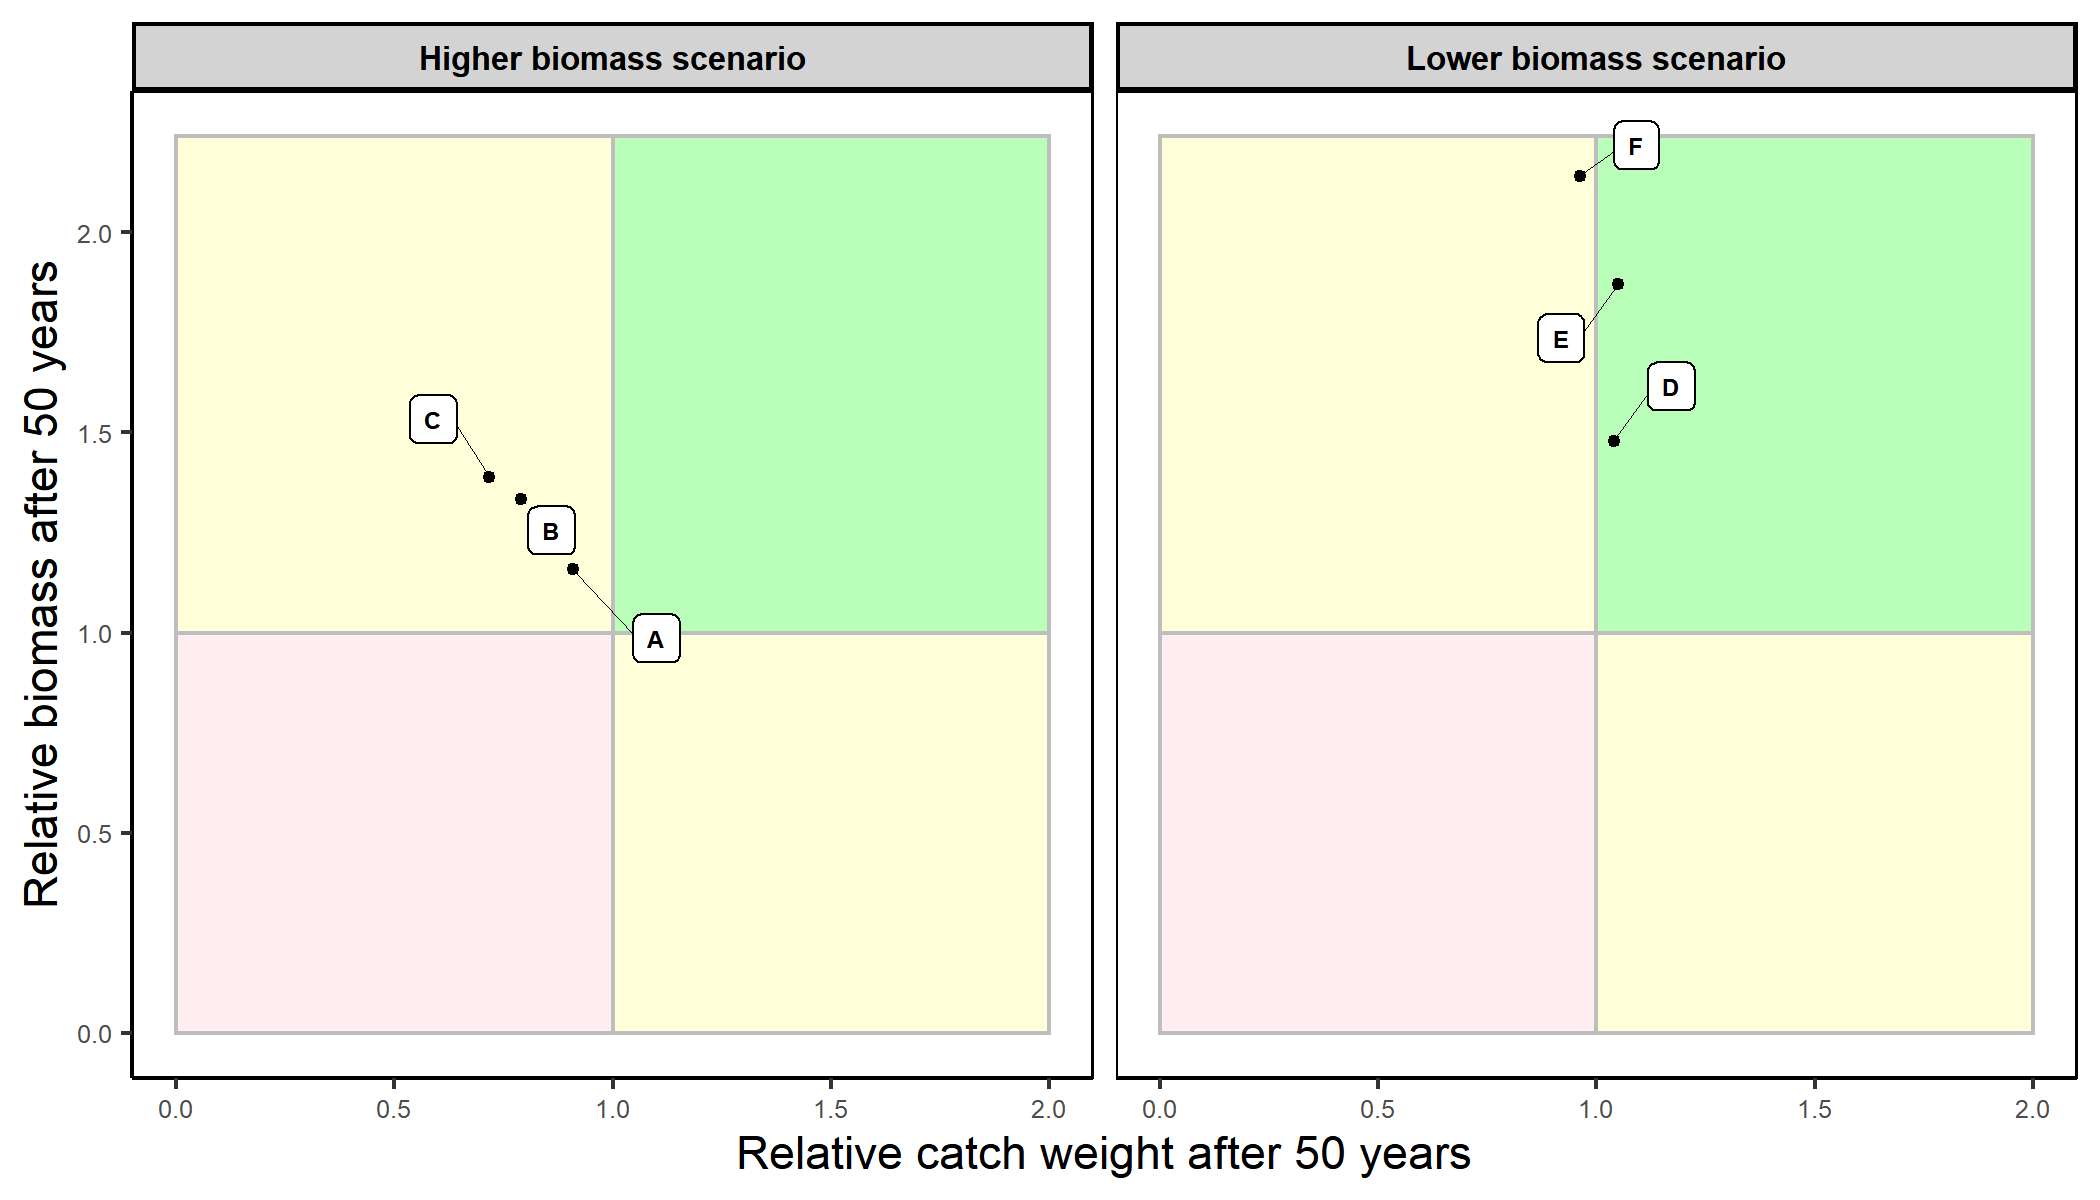 Higher biomass scenario
Lower biomass scenario
Relative biomass after 50 years
2.0
1.5
1.0
0.5
0.0
C
B
A
F
E
D
0.0 0.5 1.0 1.5 2.0
0.0 0.5 1.0 1.5 2.0
Relative catch weight after 50 years